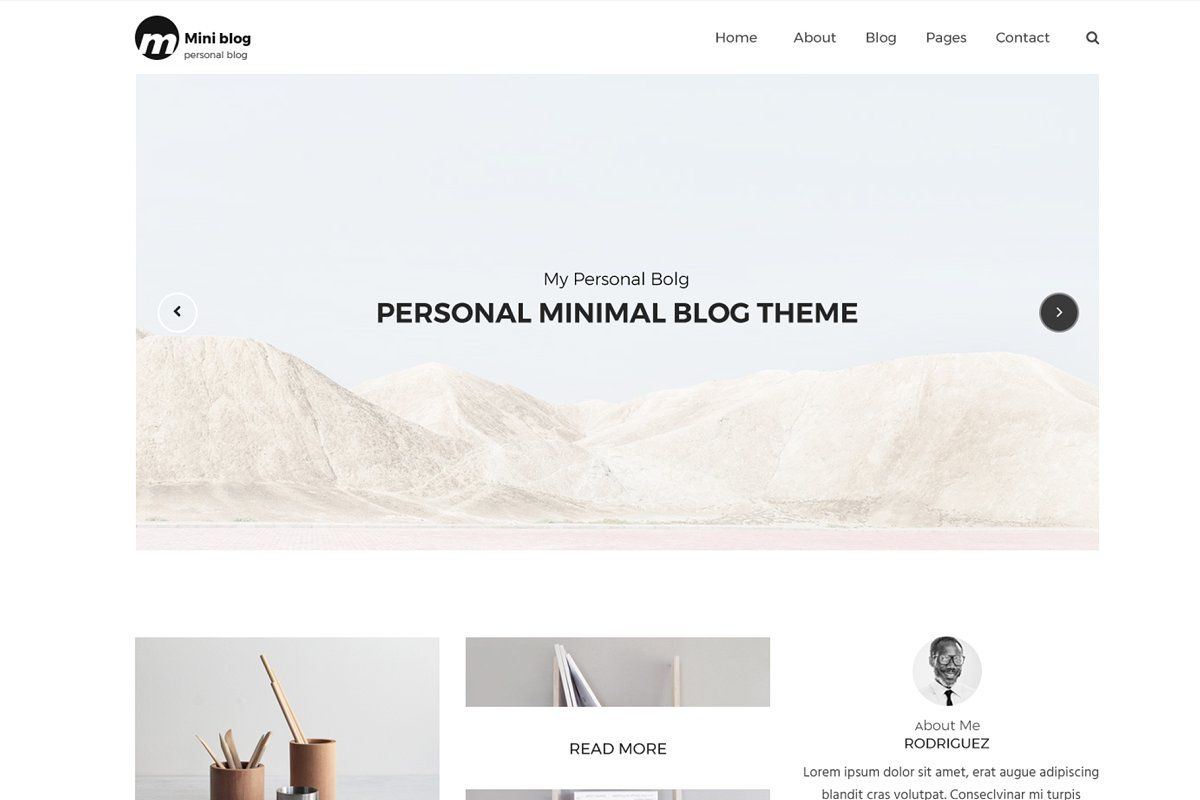 m
Mini blog
personal blog
Home About Blog Pages Contact
My Personal Bolg
PERSONAL MINIMAL BLOG THEME
READ MORE
About Me
RODRIGUEZ
Lorem ipsum dolor sit amet, erat augue adipiscing
blandit cras volutpat. Conseclvinar mi turpis